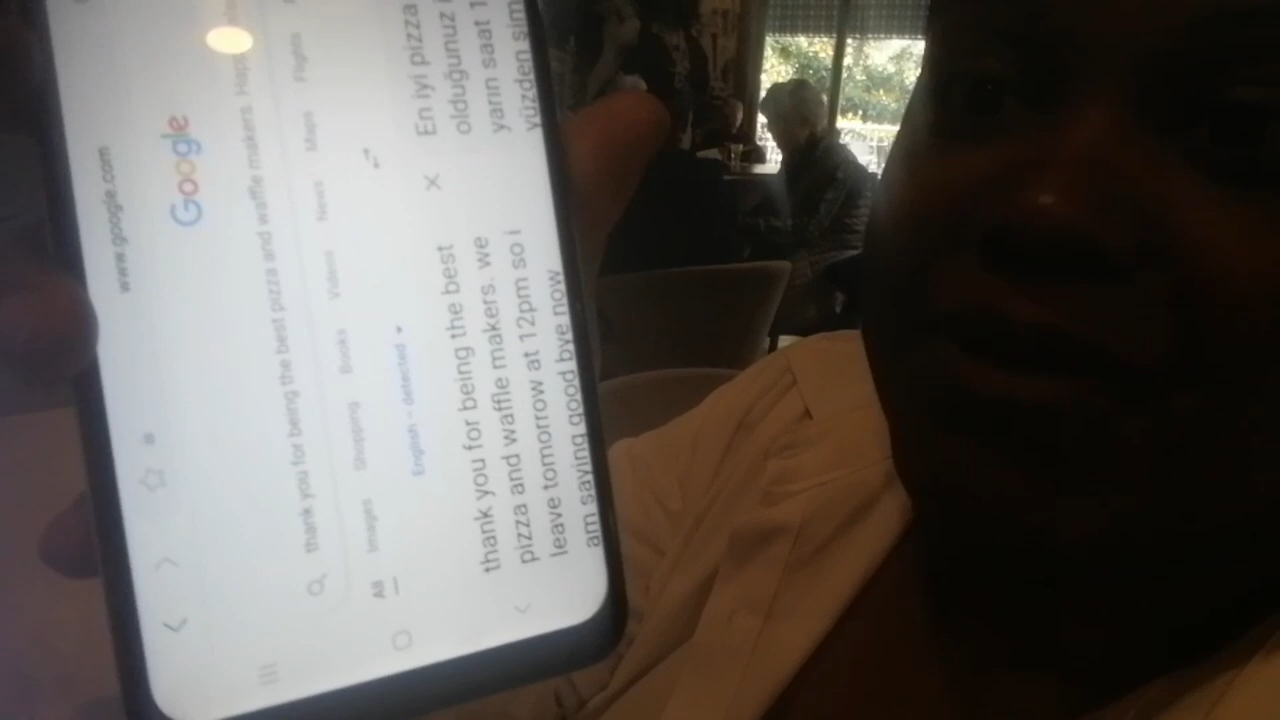 www.google.com
Google
thank you for being the best pizza and waffle makers.
All Images Shopping Books Videos News Maps Flights
English – detected
thank you for being the best
pizza and waffle makers. we
leave tomorrow at 12pm so i
am saying good bye now
En iyi pizza
olduğunuz
yarın saat 1
yüzden şim